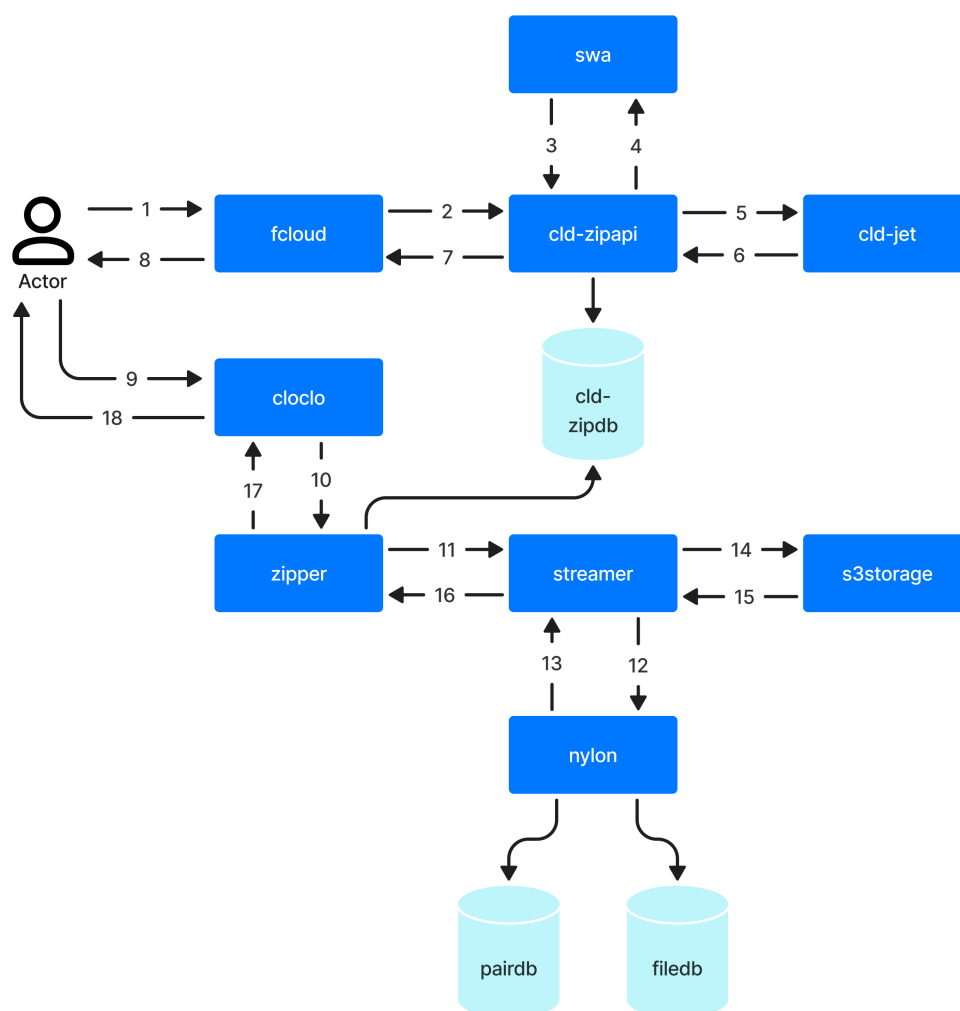 swa
3
4
1
fcloud
2
cld-zipapi
5
cld-jet
8
7
6
Actor
9
cloclo
cld-
zipdb
18
17
10
zipper
11
streamer
14
s3storage
16
15
13
12
nylon
pairdb
filedb